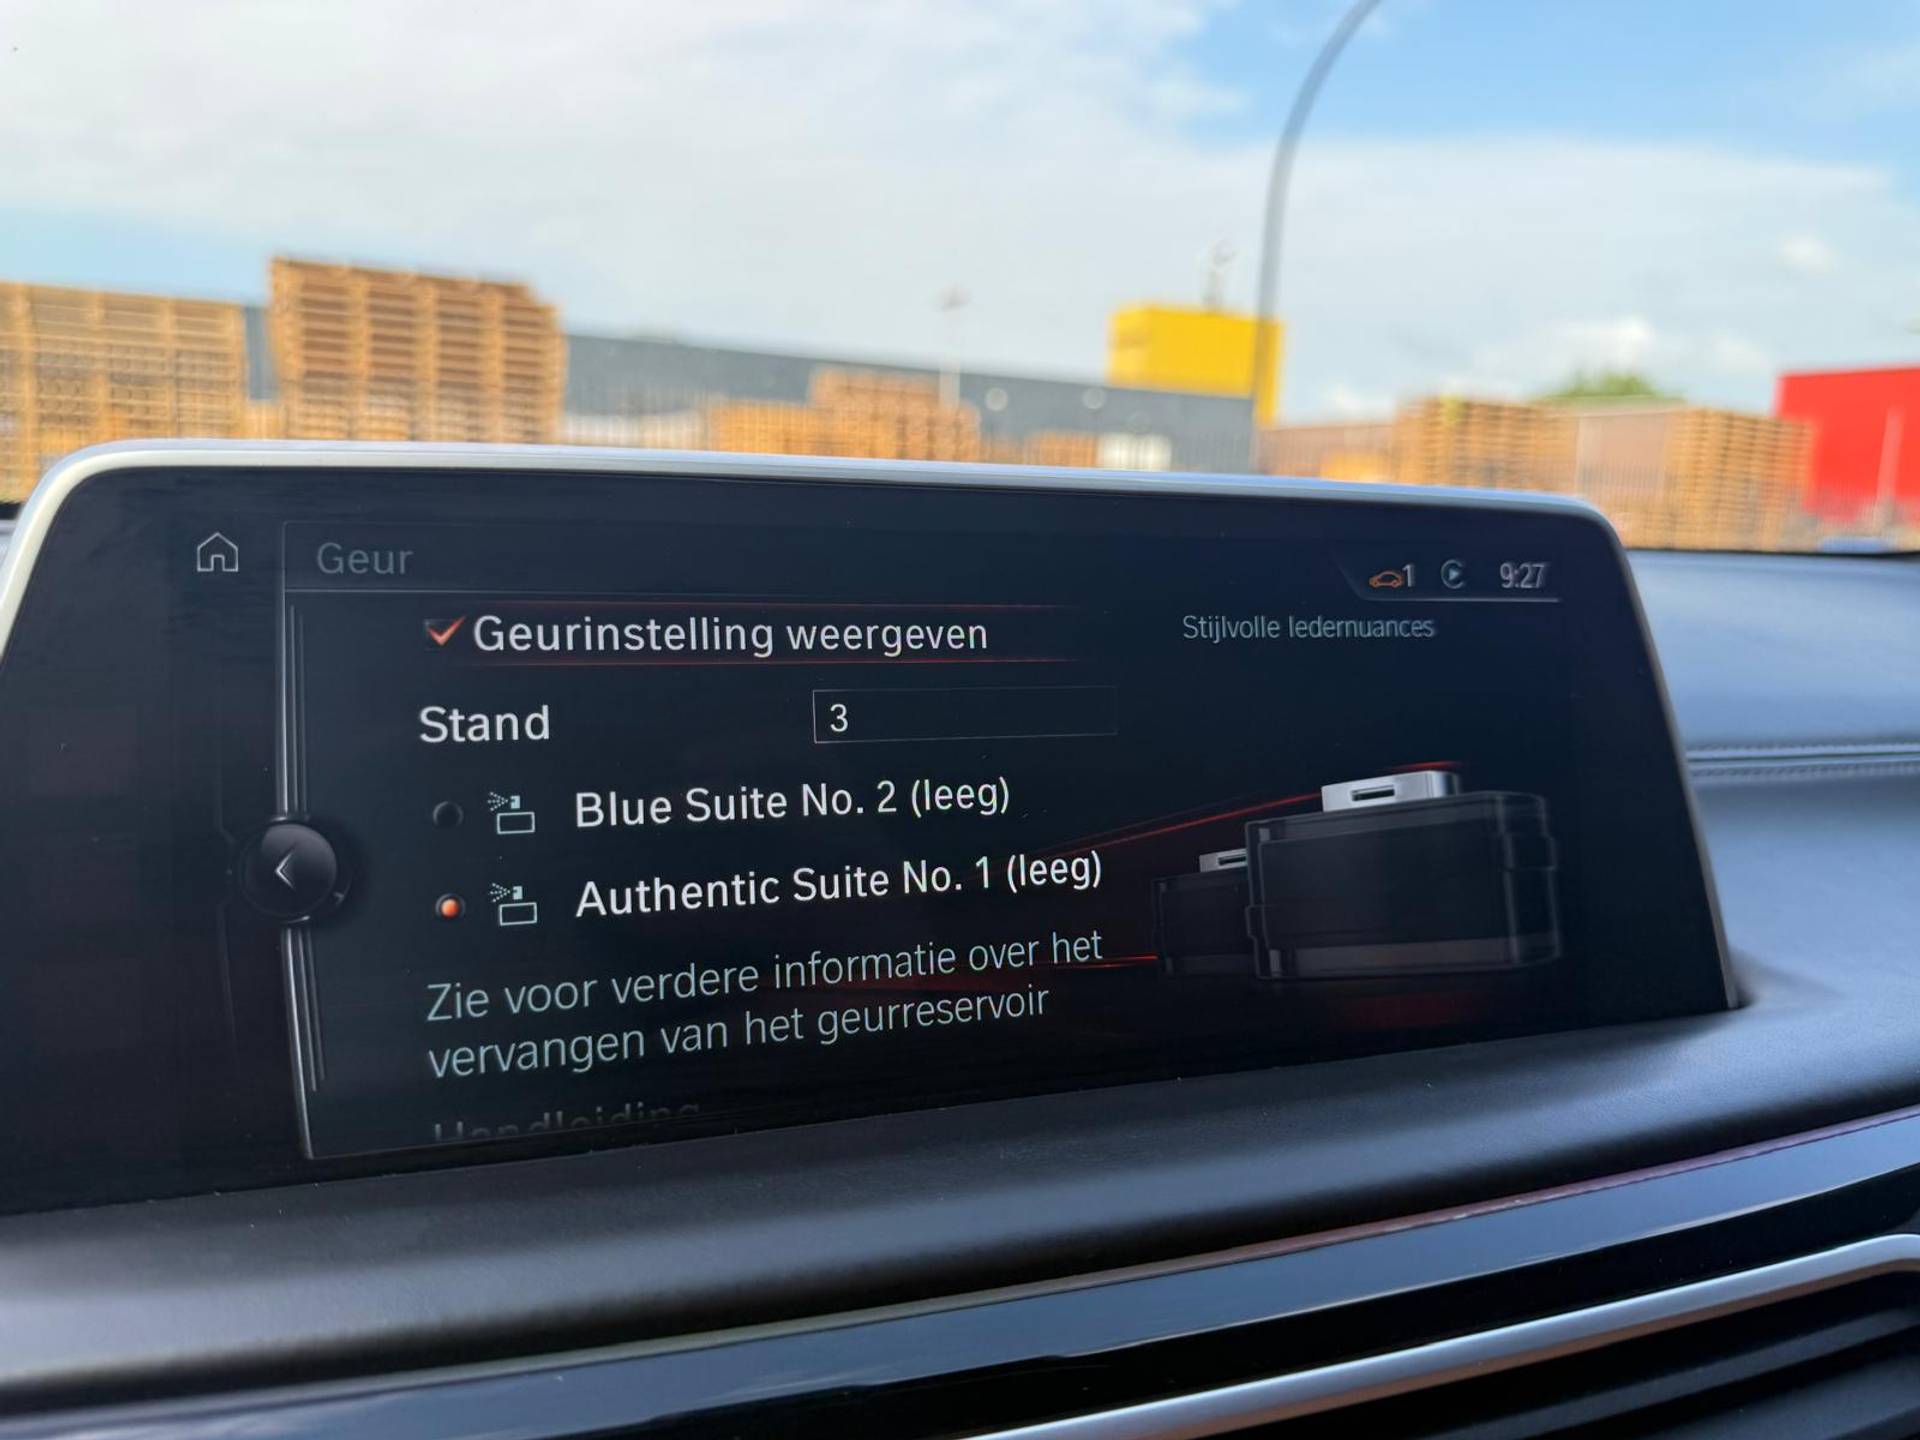 Geur
1 9:27
Geurinstelling weergeven
Stijlvolle ledernuances
Stand 3
Blue Suite No. 2 (leeg)
Authentic Suite No. 1 (leeg)
Zie voor verdere informatie over het
vervangen van het geurreservoir
Handleiding